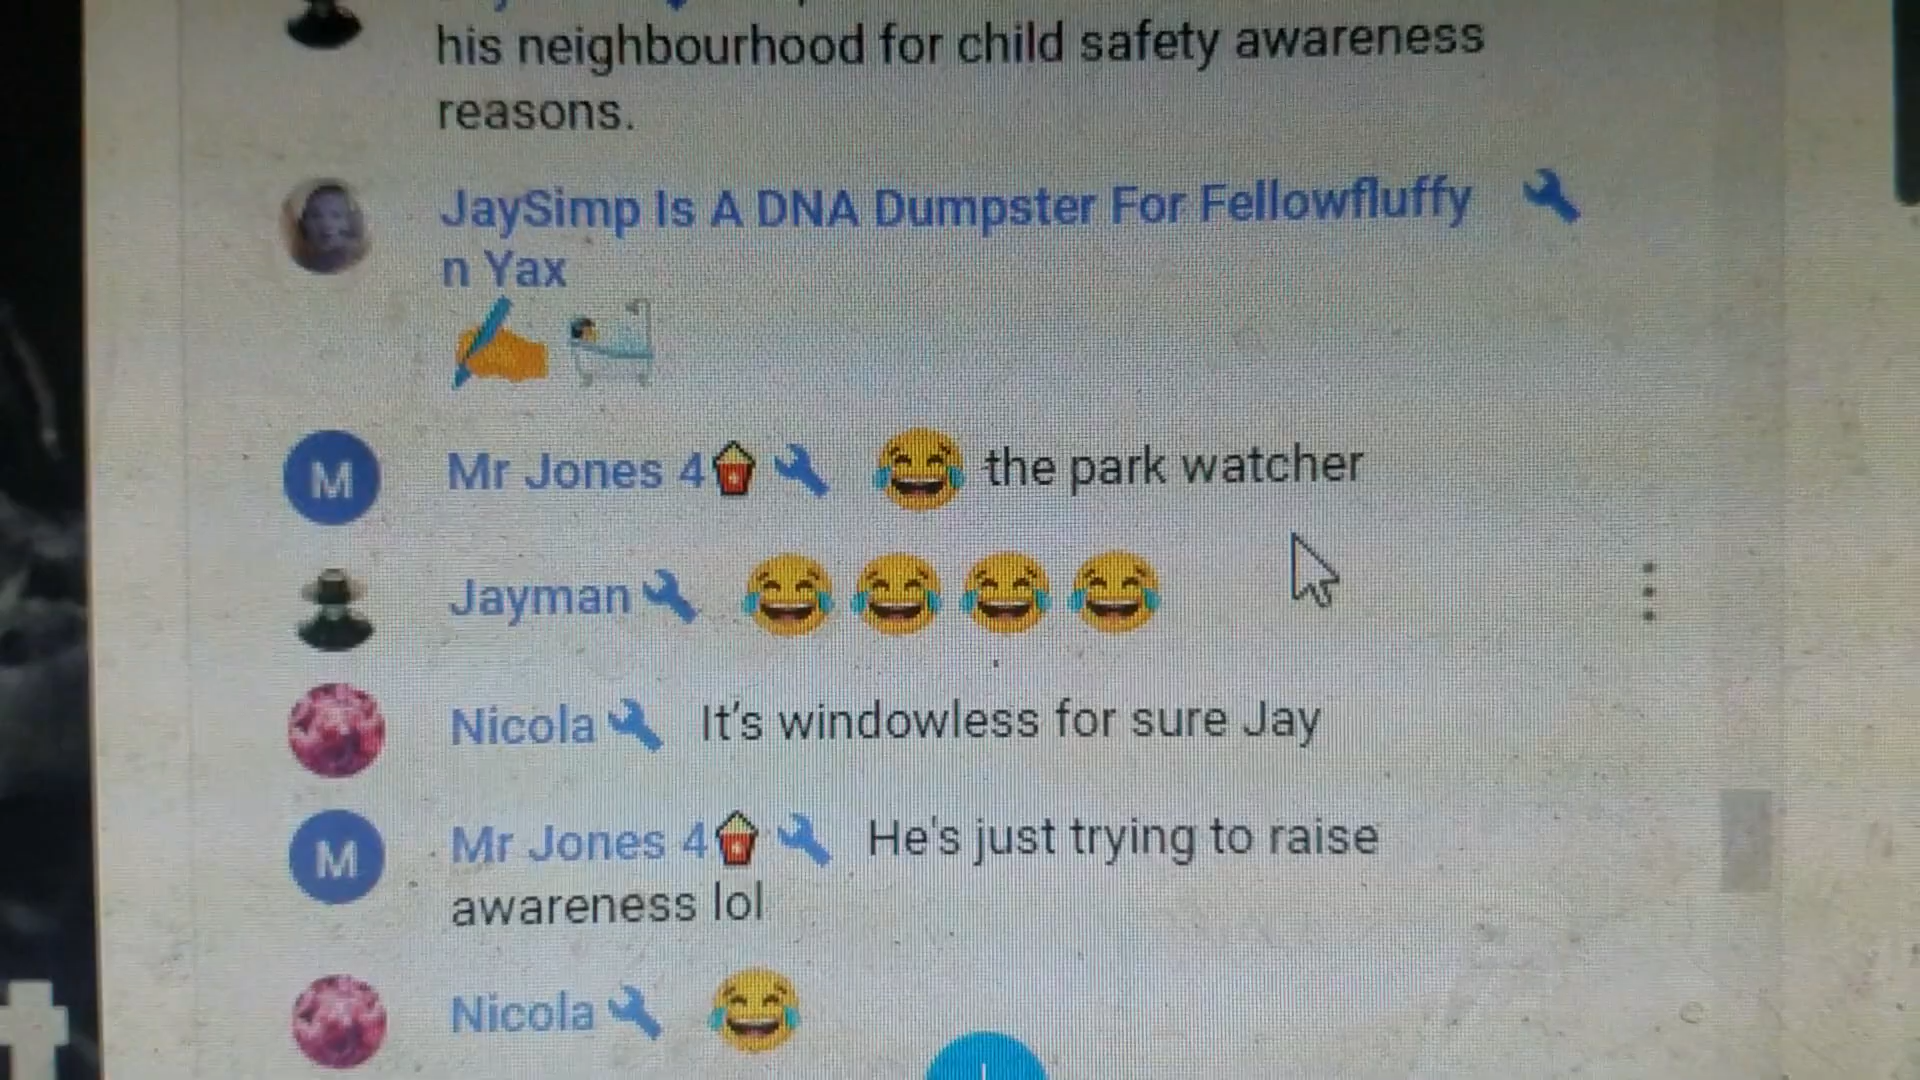 his neighbourhood for child safety awareness
reasons.
JaySimp Is A DNA Dumpster For Fellowfluffy
n Yax
✍️ 🛀
M Mr Jones 4🍿🔧 😂 the park watcher
Jayman🔧 😂😂😂😂
Nicola🔧 It's windowless for sure Jay
M Mr Jones 4🍿🔧 He's just trying to raise
awareness lol
Nicola🔧 😂